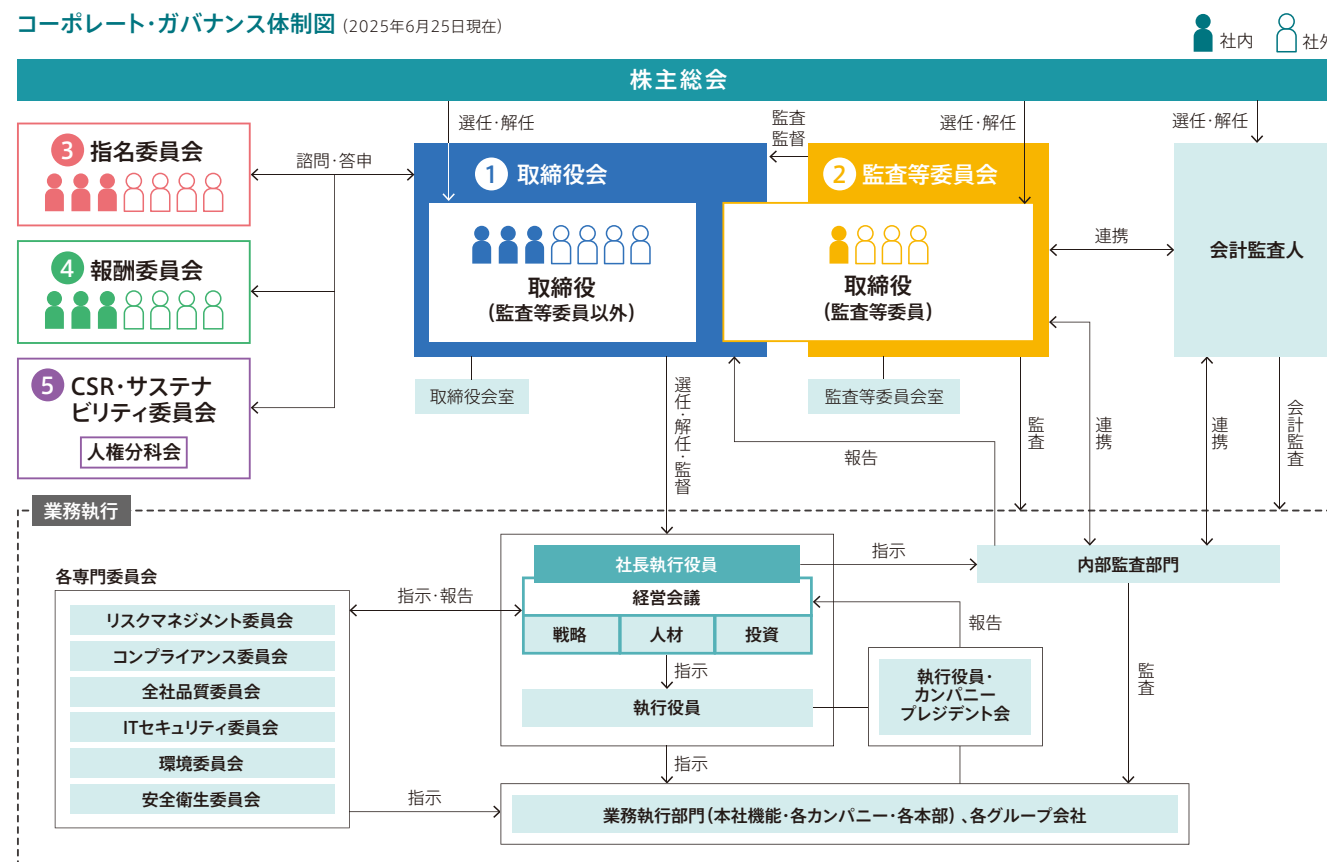 コーポレート・ガバナンス体制図 (2025年6月25日現在)
社内 社外
株主総会
選任・解任
監査
監督
選任・解任
選任・解任
3 指名委員会
諮問・答申
1 取締役会
2 監査等委員会
取締役
(監査等委員以外)
取締役
(監査等委員)
連携
会計監査人
4 報酬委員会
5 CSR・サステナ
ビリティ委員会
人権分科会
取締役会室
監査等委員会室
選任・解任・監督
報告
監査
連携
連携
会計監査
業務執行
各専門委員会
リスクマネジメント委員会
コンプライアンス委員会
全社品質委員会
ITセキュリティ委員会
環境委員会
安全衛生委員会
指示・報告
指示
社長執行役員
経営会議
戦略 人材 投資
指示
執行役員
指示
指示
内部監査部門
報告
執行役員・
カンパニー
プレジデント会
監査
業務執行部門(本社機能・各カンパニー・各本部)、各グループ会社